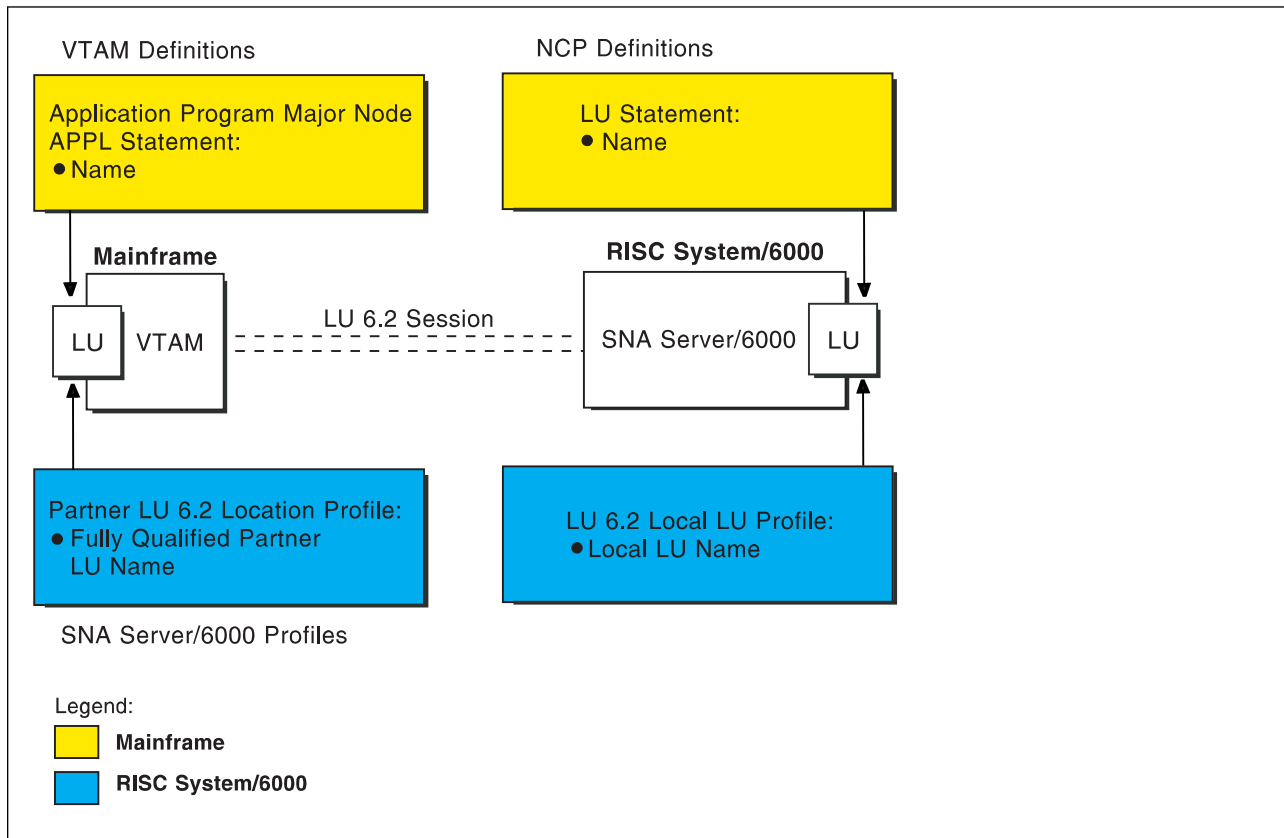 VTAM Definitions
NCP Definitions
Application Program Major Node
APPL Statement:
● Name
LU Statement:
● Name
Mainframe
RISC System/6000
LU
VTAM
LU 6.2 Session
SNA Server/6000
LU
Partner LU 6.2 Location Profile:
● Fully Qualified Partner
LU Name
LU 6.2 Local LU Profile:
● Local LU Name
SNA Server/6000 Profiles
Legend:
Mainframe
RISC System/6000